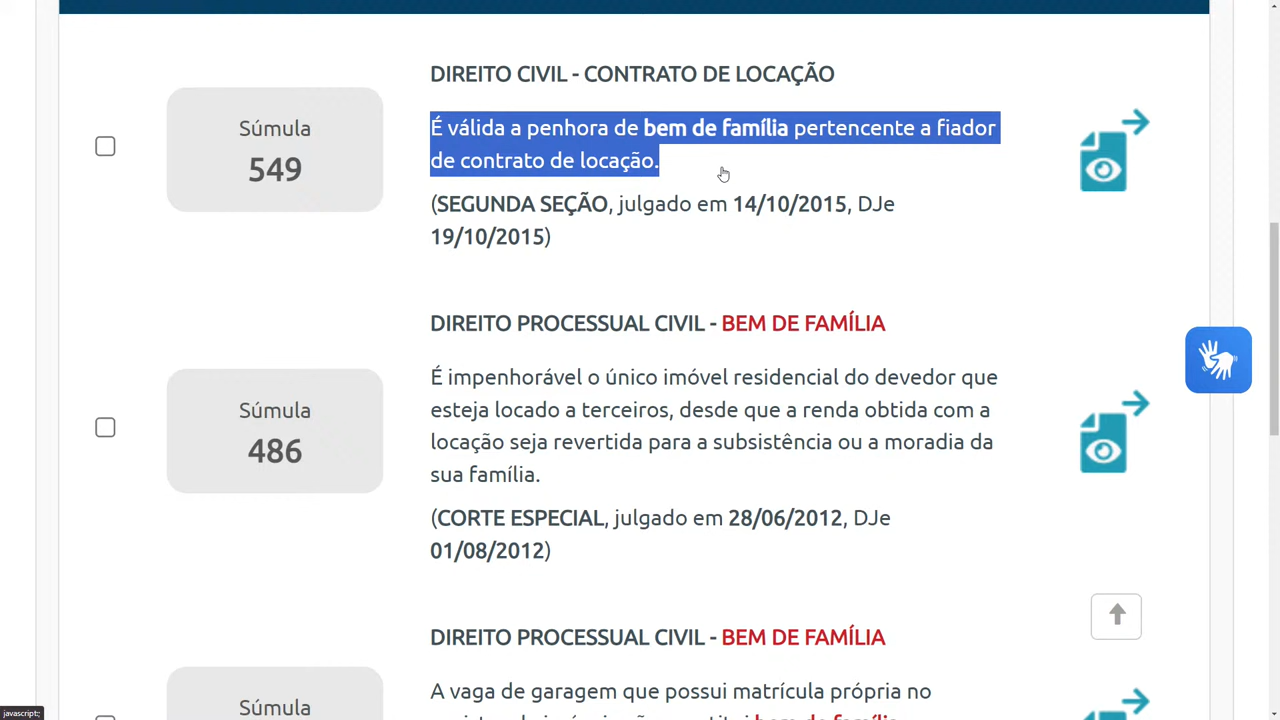 DIREITO CIVIL - CONTRATO DE LOCAÇÃO
Súmula
549
É válida a penhora de bem de família pertencente a fiador
de contrato de locação.
(SEGUNDA SEÇÃO, julgado em 14/10/2015, DJe
19/10/2015)
DIREITO PROCESSUAL CIVIL - BEM DE FAMÍLIA
Súmula
486
É impenhorável o único imóvel residencial do devedor que
esteja locado a terceiros, desde que a renda obtida com a
locação seja revertida para a subsistência ou a moradia da
sua família.
(CORTE ESPECIAL, julgado em 28/06/2012, DJe
01/08/2012)
DIREITO PROCESSUAL CIVIL - BEM DE FAMÍLIA
Súmula
A vaga de garagem que possui matrícula própria no
bem de família
javascript:;